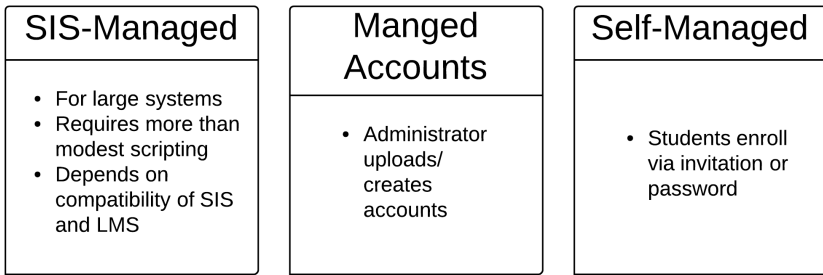 SIS-Managed
• For large systems
• Requires more than
modest scripting
• Depends on
compatibility of SIS
and LMS
Manged
Accounts
• Administrator
uploads/
creates
accounts
Self-Managed
• Students enroll
via invitation or
password